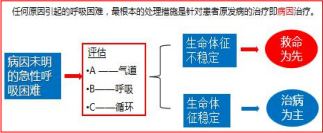 任何原因引起的呼吸困难，最根本的处理措施是针对患者原发病的治疗即病因治疗。
病因未明
的急性呼
吸困难
评估
•A ——气道
•B——呼吸
•C——循环
生命体征
不稳定
救命
为先
生命体
征稳定
治病
为主